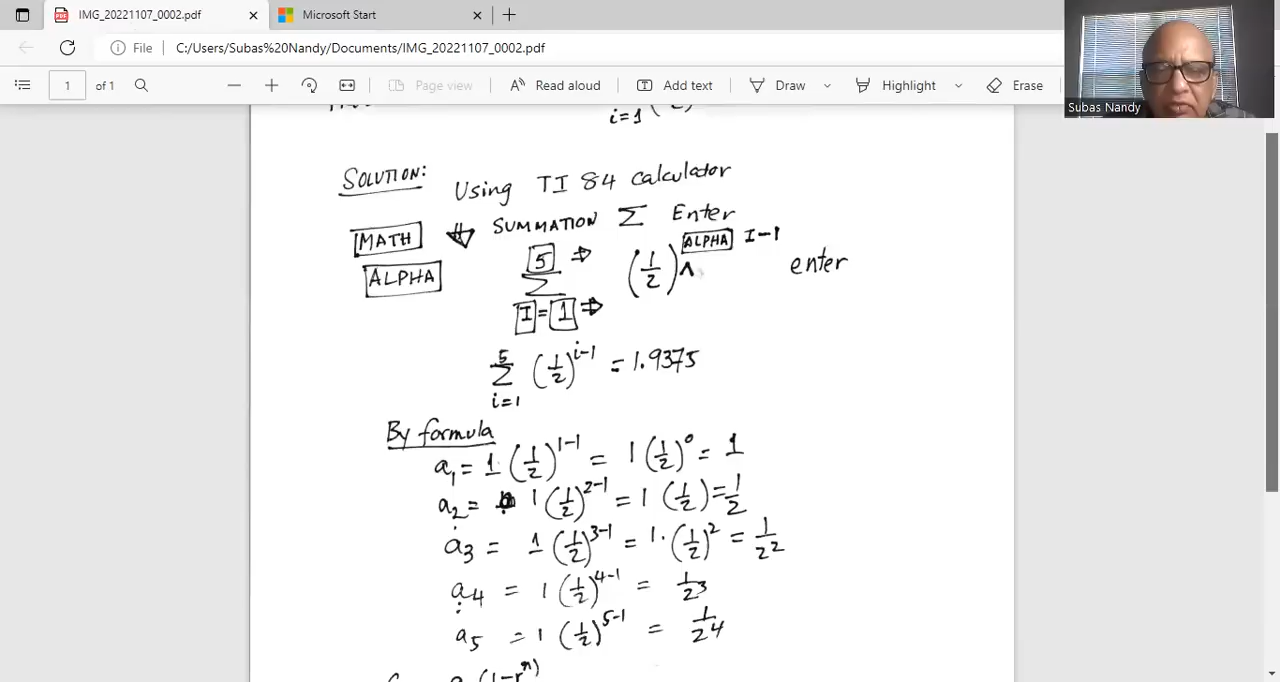 IMG_20221107_0002.pdf
Microsoft Start
File C:/Users/Subas%20Nandy/Documents/IMG_20221107_0002.pdf
1 of 1 Page view Read aloud Add text Draw Highlight Erase
Subas Nandy
i=1
SOLUTION: Using TI 84 calculator
MATH ⇓ SUMMATION Σ Enter
ALPHA 5 ⇒ Σ I = 1 ⇒ (1/2)^ ALPHA I-1 enter
5 Σ i=1 (1/2)^i-1 = 1.9375
By formula
a1 = 1 (1/2)^1-1 = 1 (1/2)^0 = 1
a2 = 1 (1/2)^2-1 = 1 (1/2) = 1/2
a3 = 1 (1/2)^3-1 = 1. (1/2)^2 = 1/2^2
a4 = 1 (1/2)^4-1 = 1/2^3
a5 = 1 (1/2)^5-1 = 1/2^4
(1-r^n)